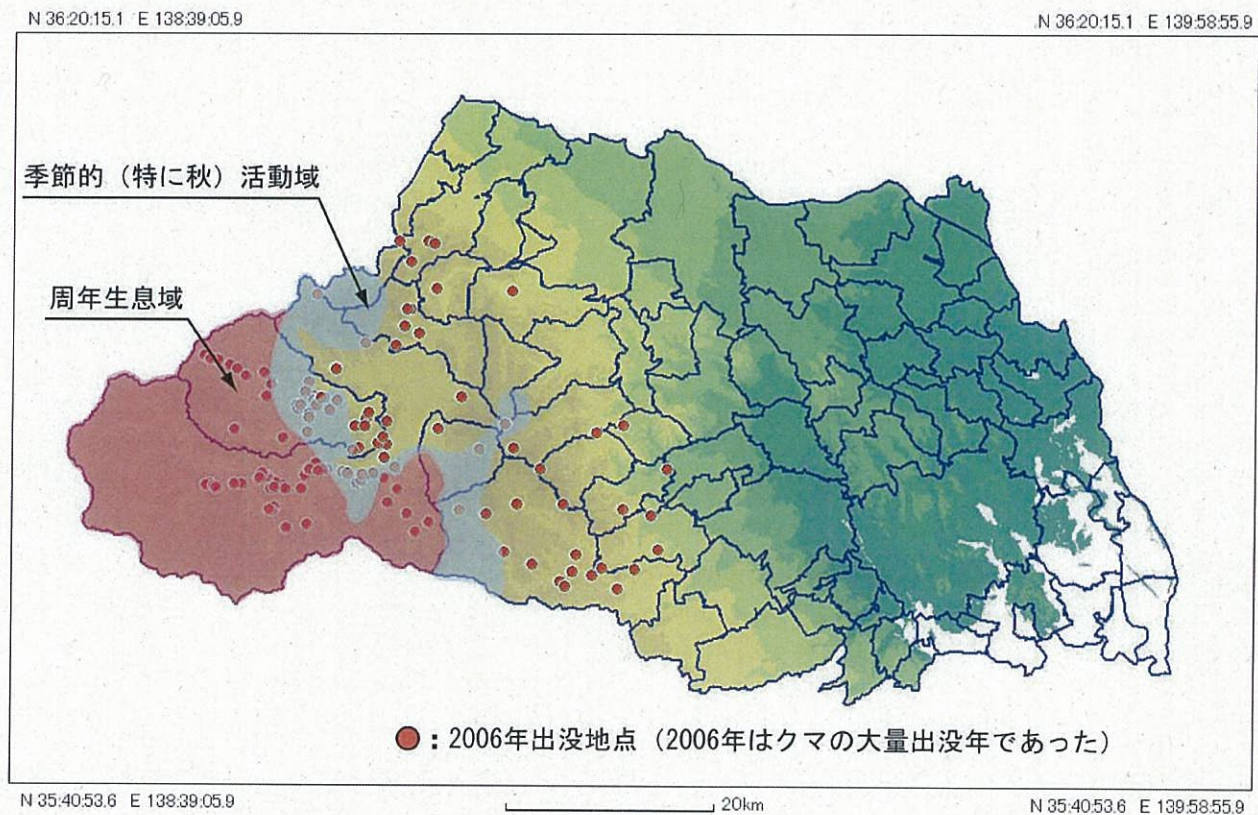 N 36:20:15.1 E 138:39:05.9
N 36:20:15.1 E 139:58:55.9
季節的（特に秋）活動域
周年生息域
：2006年出没地点（2006年はクマの大量出没年であった）
N 35:40:53.6 E 138:39:05.9
20km
N 35:40:53.6 E 139:58:55.9